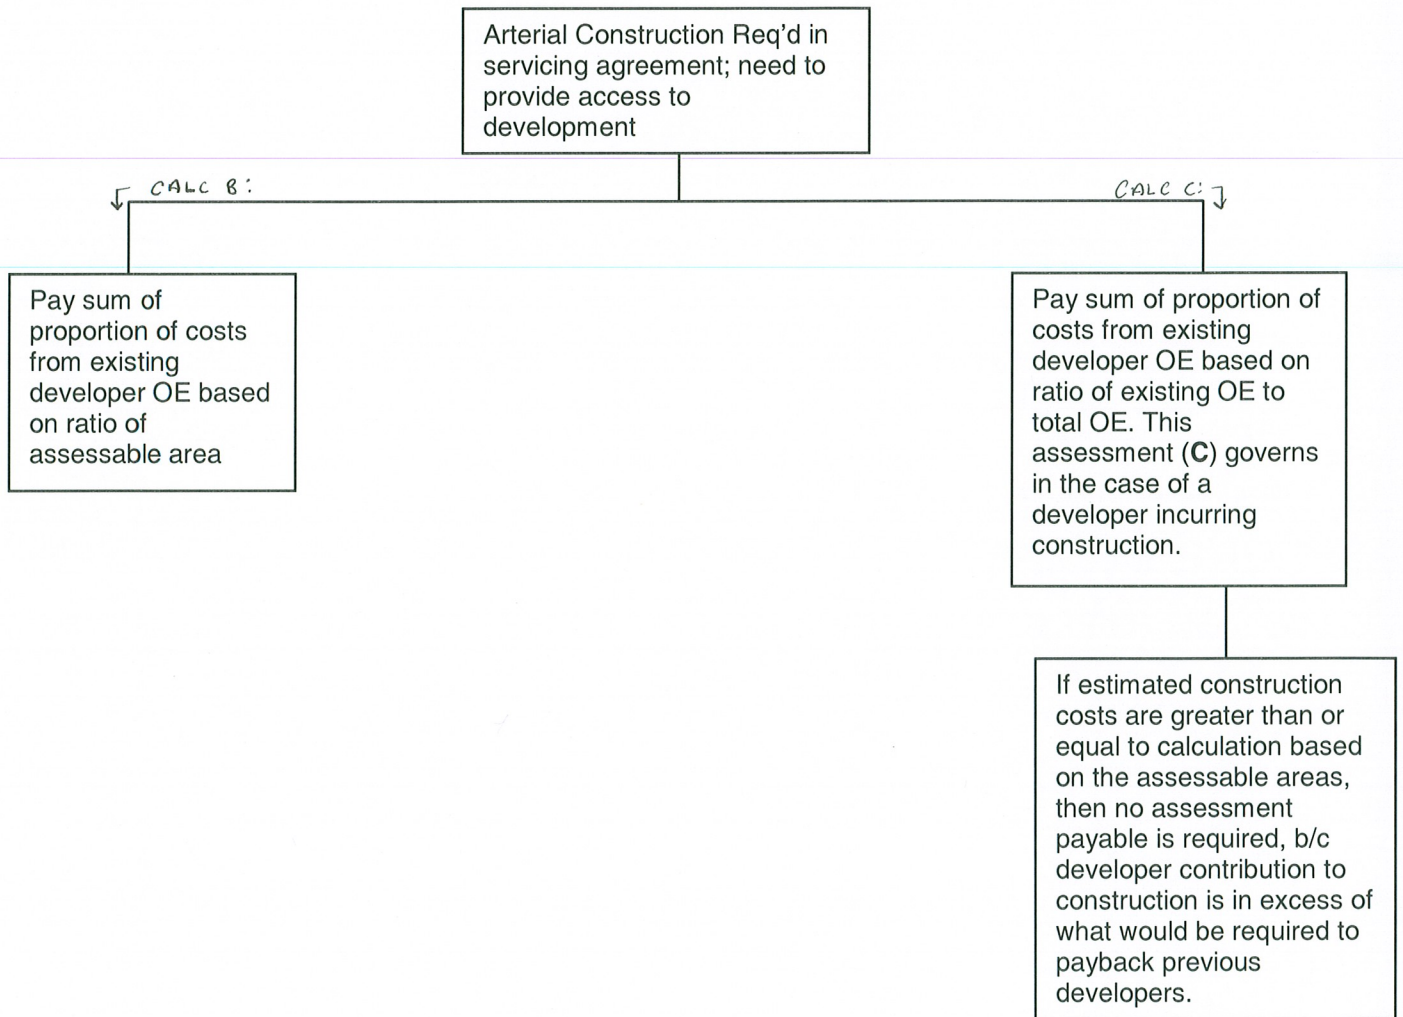 Arterial Construction Req'd in
servicing agreement; need to
provide access to
development
CALC B:
CALC C:
Pay sum of
proportion of costs
from existing
developer OE based
on ratio of
assessable area
Pay sum of proportion of
costs from existing
developer OE based on
ratio of existing OE to
total OE. This
assessment (C) governs
in the case of a
developer incurring
construction.
If estimated construction
costs are greater than or
equal to calculation based
on the assessable areas,
then no assessment
payable is required, b/c
developer contribution to
construction is in excess of
what would be required to
payback previous
developers.